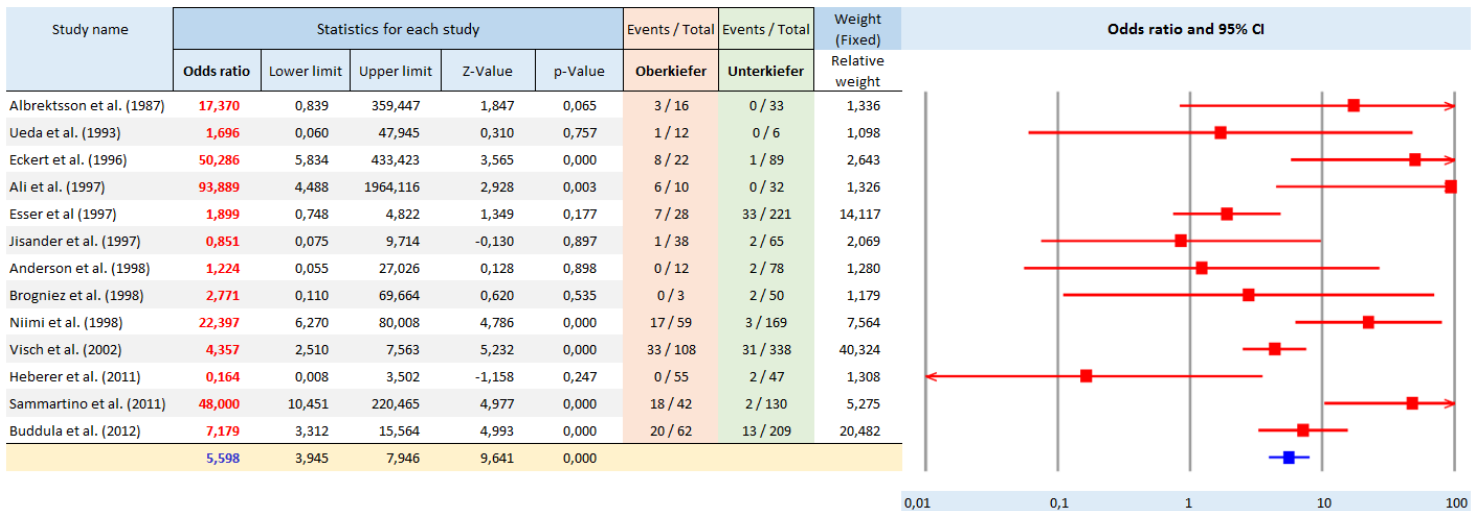 Study name Statistics for each study Events / Total Events / Total Weight (Fixed) Odds ratio and 95% CI
Odds ratio Lower limit Upper limit Z-Value p-Value Oberkiefer Unterkiefer Relative weight
Albrektsson et al. (1987) 17,370 0,839 359,447 1,847 0,065 3 / 16 0 / 33 1,336
Ueda et al. (1993) 1,696 0,060 47,945 0,310 0,757 1 / 12 0 / 6 1,098
Eckert et al. (1996) 50,286 5,834 433,423 3,565 0,000 8 / 22 1 / 89 2,643
Ali et al. (1997) 93,889 4,488 1964,116 2,928 0,003 6 / 10 0 / 32 1,326
Esser et al (1997) 1,899 0,748 4,822 1,349 0,177 7 / 28 33 / 221 14,117
Jisander et al. (1997) 0,851 0,075 9,714 -0,130 0,897 1 / 38 2 / 65 2,069
Anderson et al. (1998) 1,224 0,055 27,026 0,128 0,898 0 / 12 2 / 78 1,280
Brogniez et al. (1998) 2,771 0,110 69,664 0,620 0,535 0 / 3 2 / 50 1,179
Niimi et al. (1998) 22,397 6,270 80,008 4,786 0,000 17 / 59 3 / 169 7,564
Visch et al. (2002) 4,357 2,510 7,563 5,232 0,000 33 / 108 31 / 338 40,324
Heberer et al. (2011) 0,164 0,008 3,502 -1,158 0,247 0 / 55 2 / 47 1,308
Sammartino et al. (2011) 48,000 10,451 220,465 4,977 0,000 18 / 42 2 / 130 5,275
Buddula et al. (2012) 7,179 3,312 15,564 4,993 0,000 20 / 62 13 / 209 20,482
5,598 3,945 7,946 9,641 0,000
0,01 0,1 1 10 100